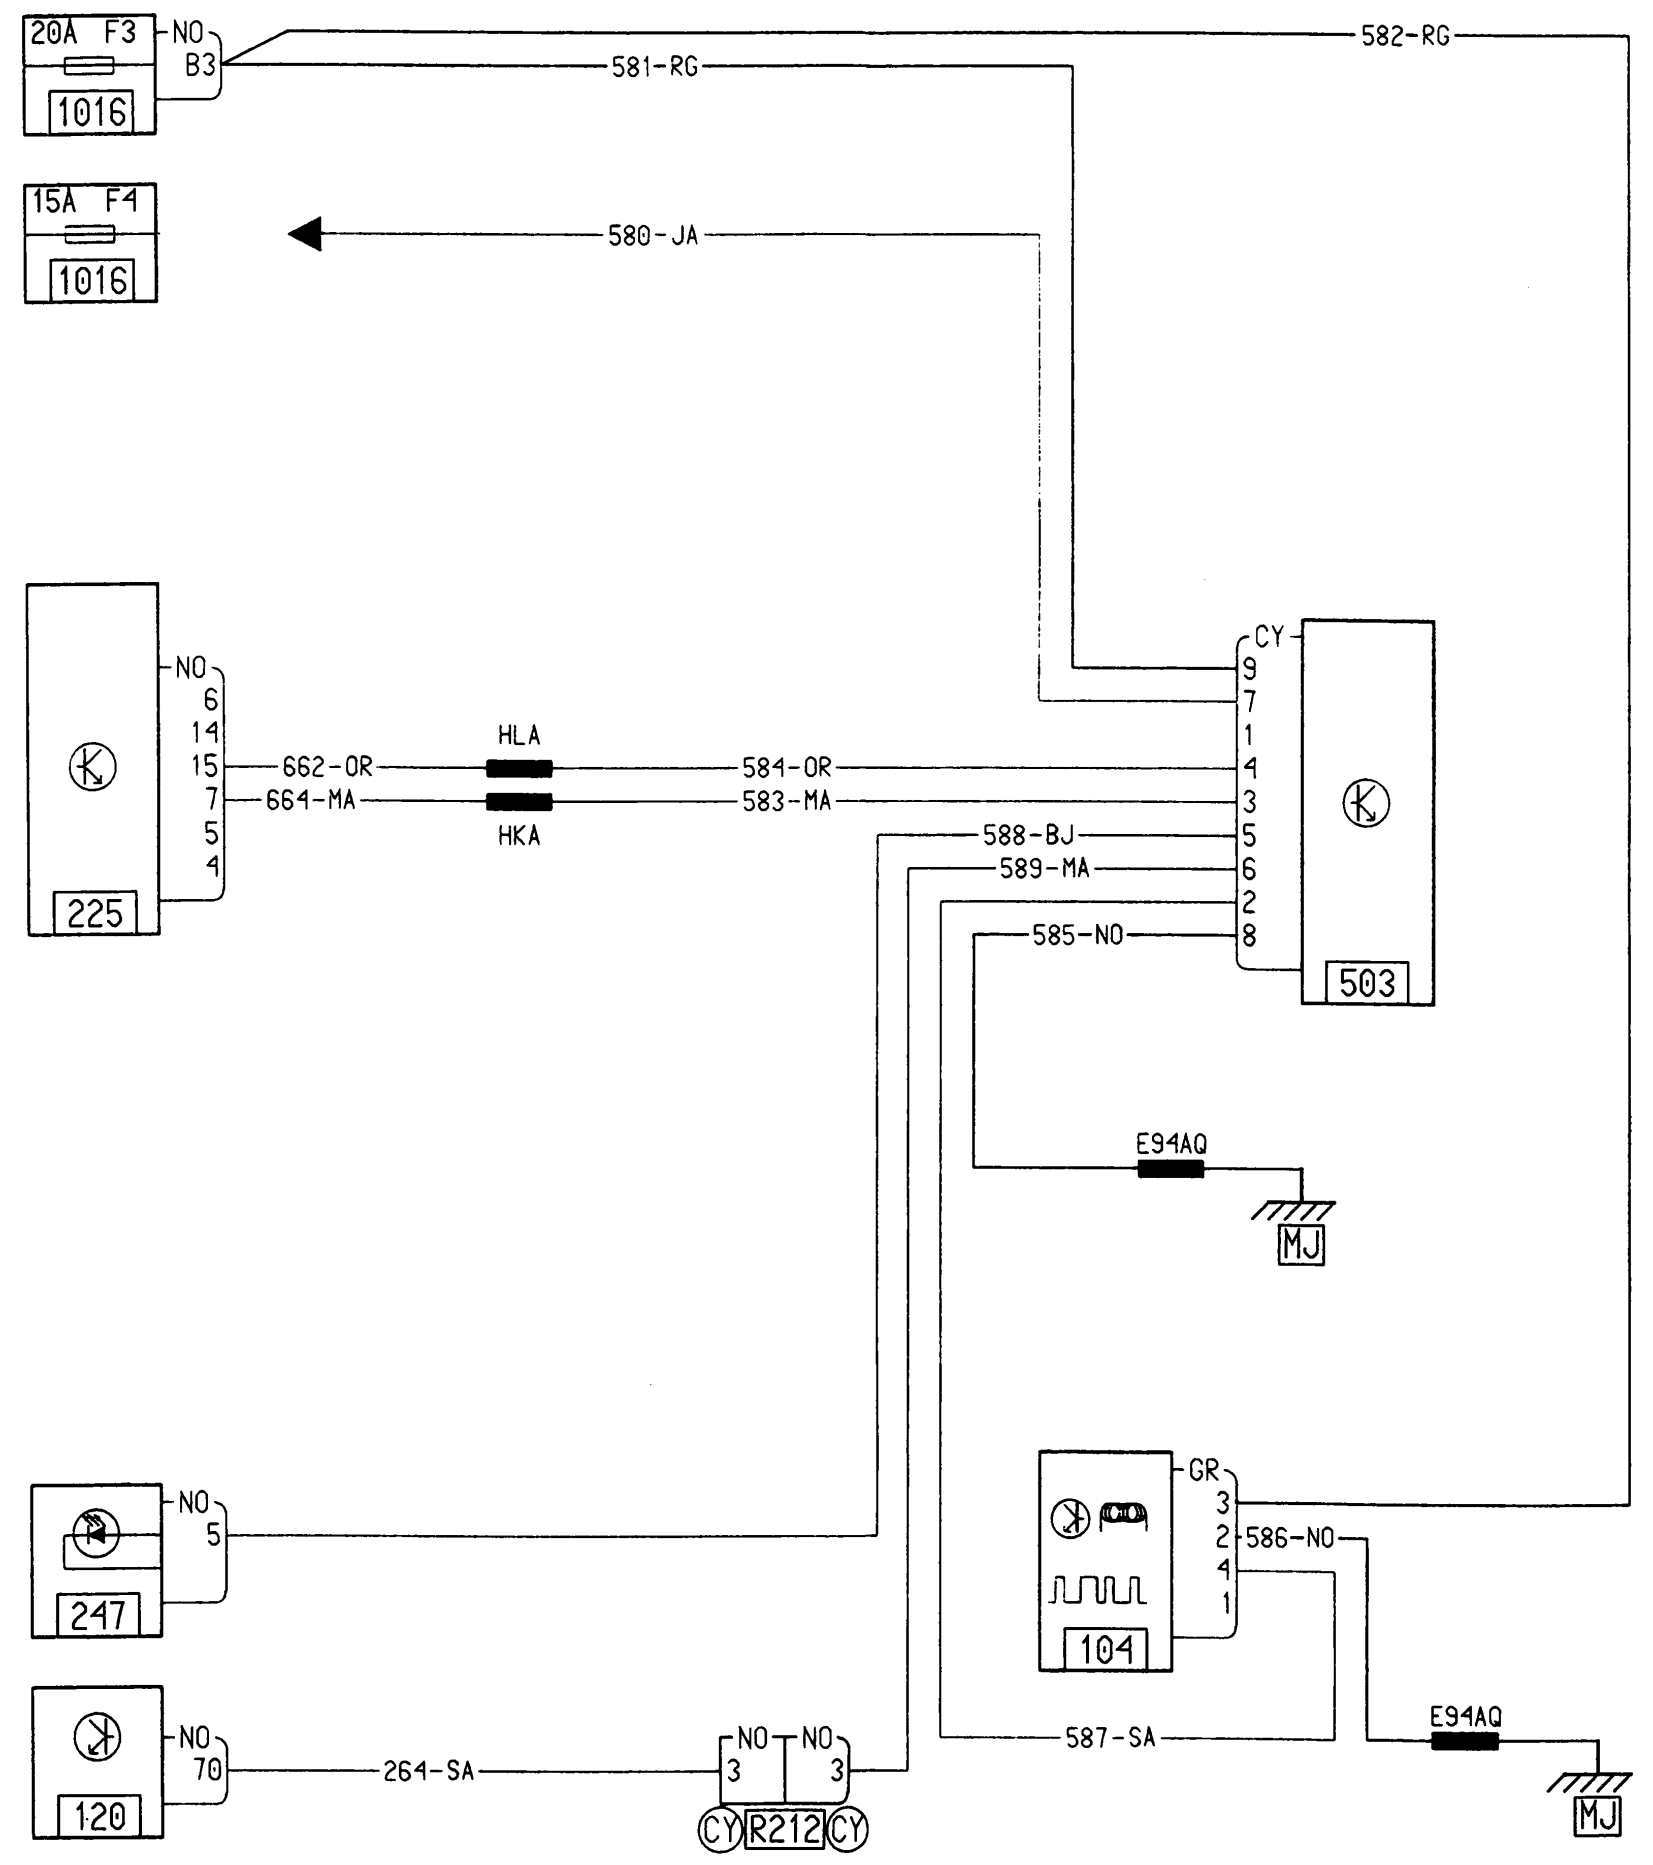 20A F3
NO
B3
1016
582-RG
581-RG
15A F4
1016
580-JA
NO
6
14
15
7
5
4
225
662-OR
664-MA
HLA
HKA
584-OR
583-MA
588-BJ
589-MA
585-NO
CY
9
7
1
4
3
5
6
2
8
503
E94AQ
MJ
NO
5
247
GR
3
2
4
1
104
586-NO
587-SA
E94AQ
MJ
NO
70
120
264-SA
NO NO
3 3
CY R212 CY